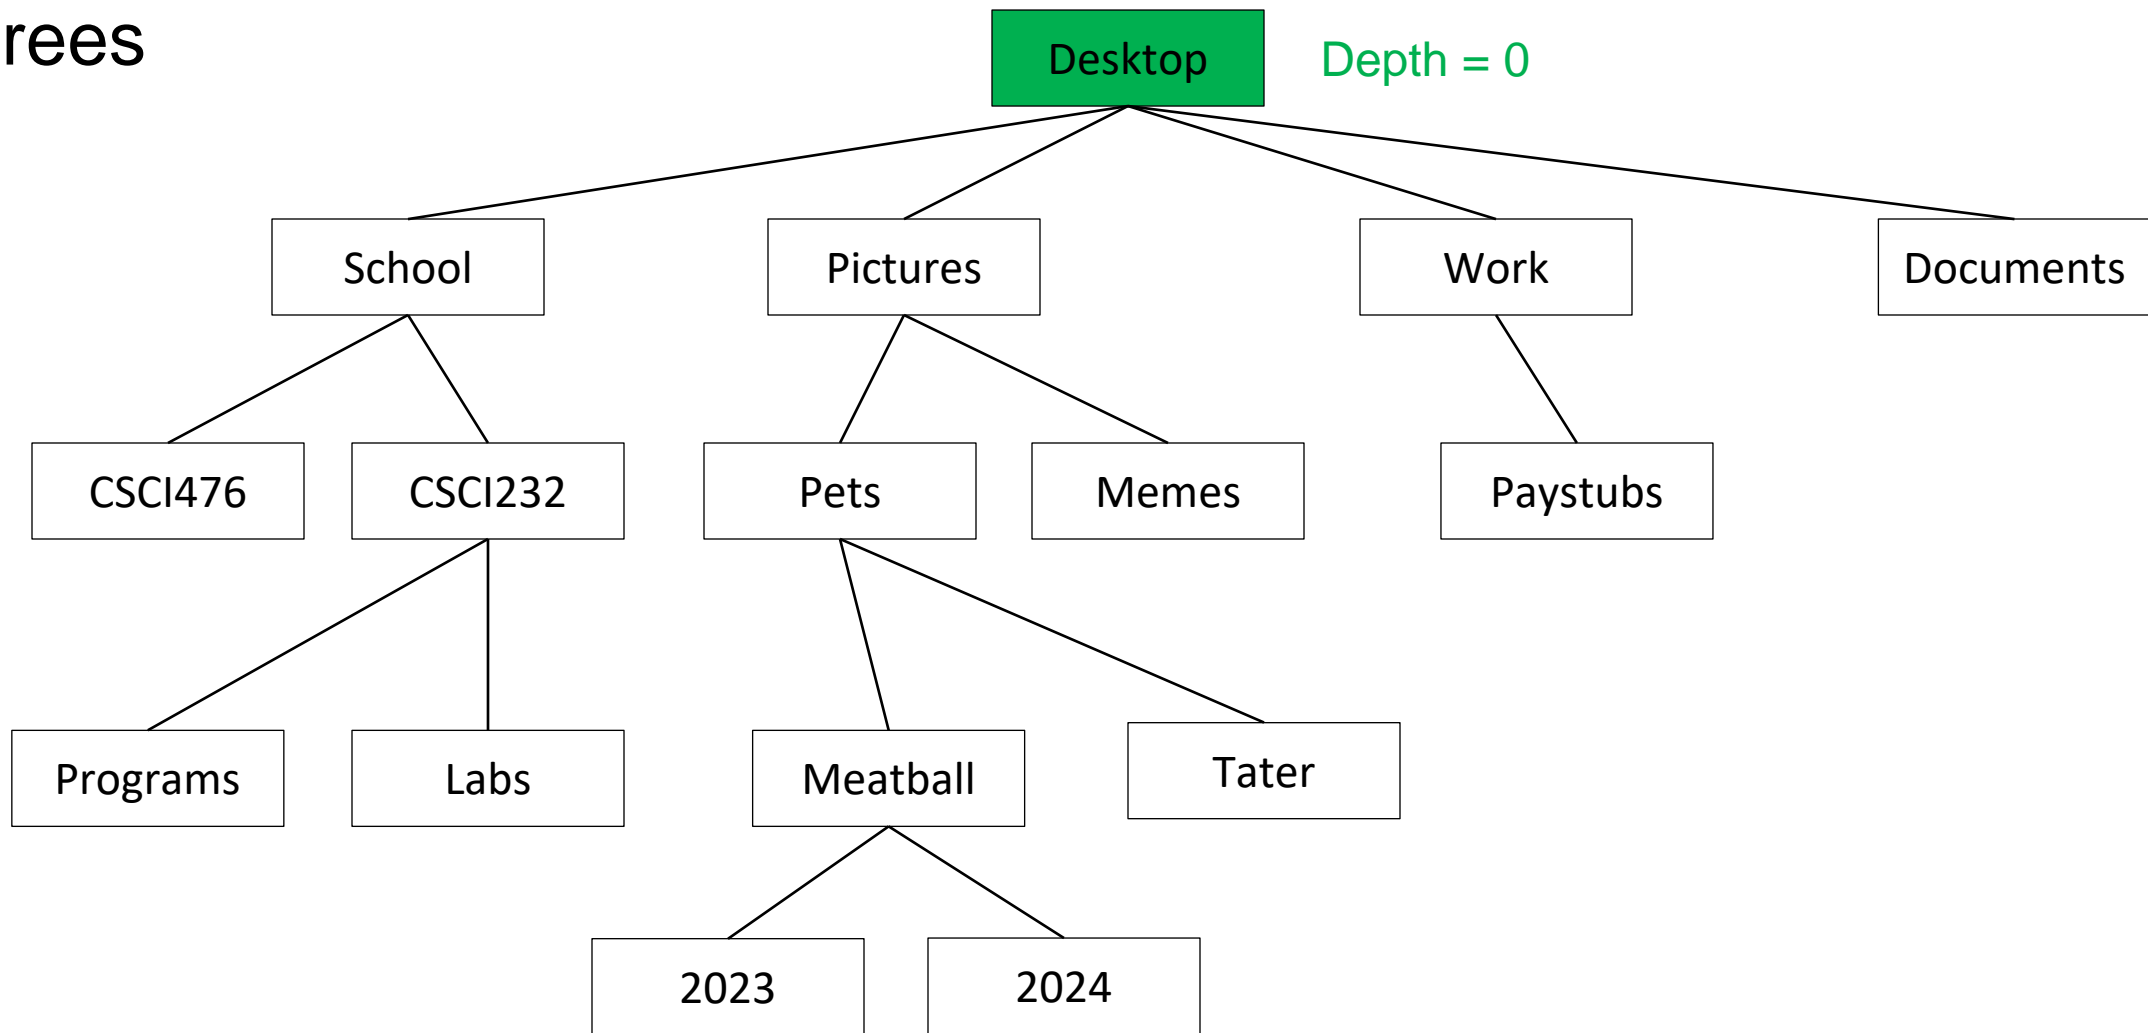 rees
Desktop
Depth = 0
School
Pictures
Work
Documents
CSCI476
CSCI232
Pets
Memes
Paystubs
Programs
Labs
Meatball
Tater
2023
2024